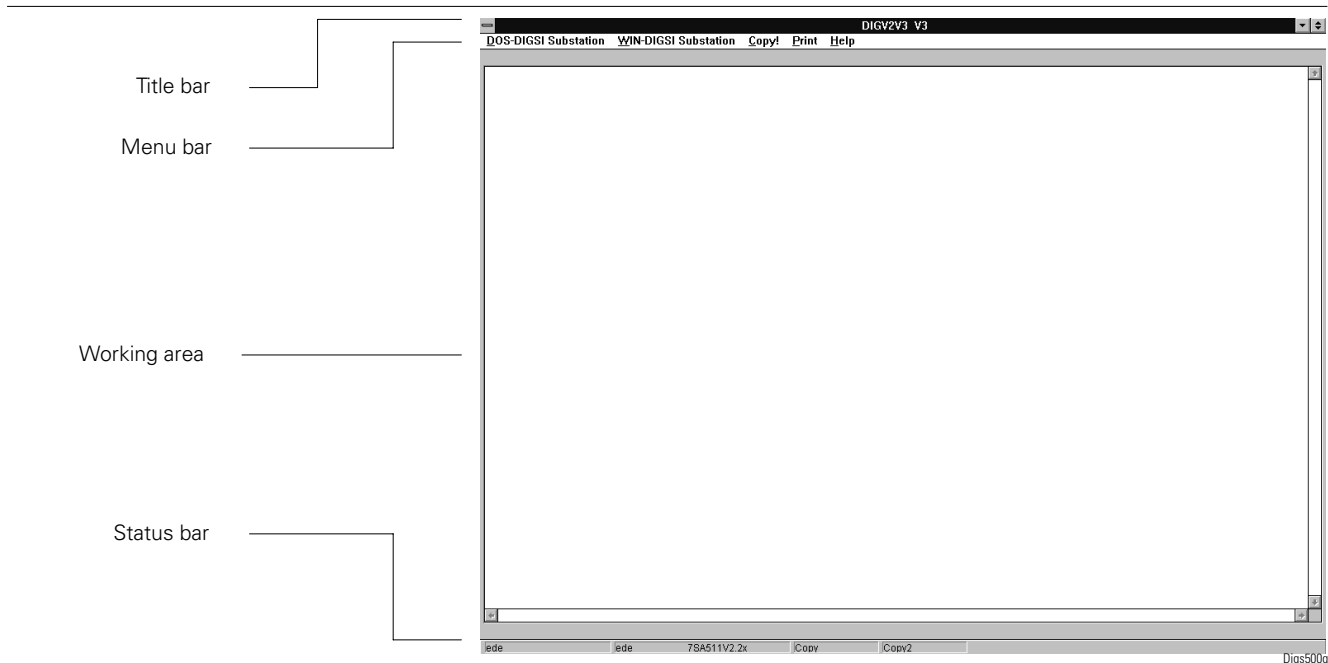 DIGV2V3 V3
DOS-DIGSI Substation WIN-DIGSI Substation Copy! Print Help
Title bar
Menu bar
Working area
Status bar
ede ede 7SA511V2.2x Copy Copy2
Digs500g